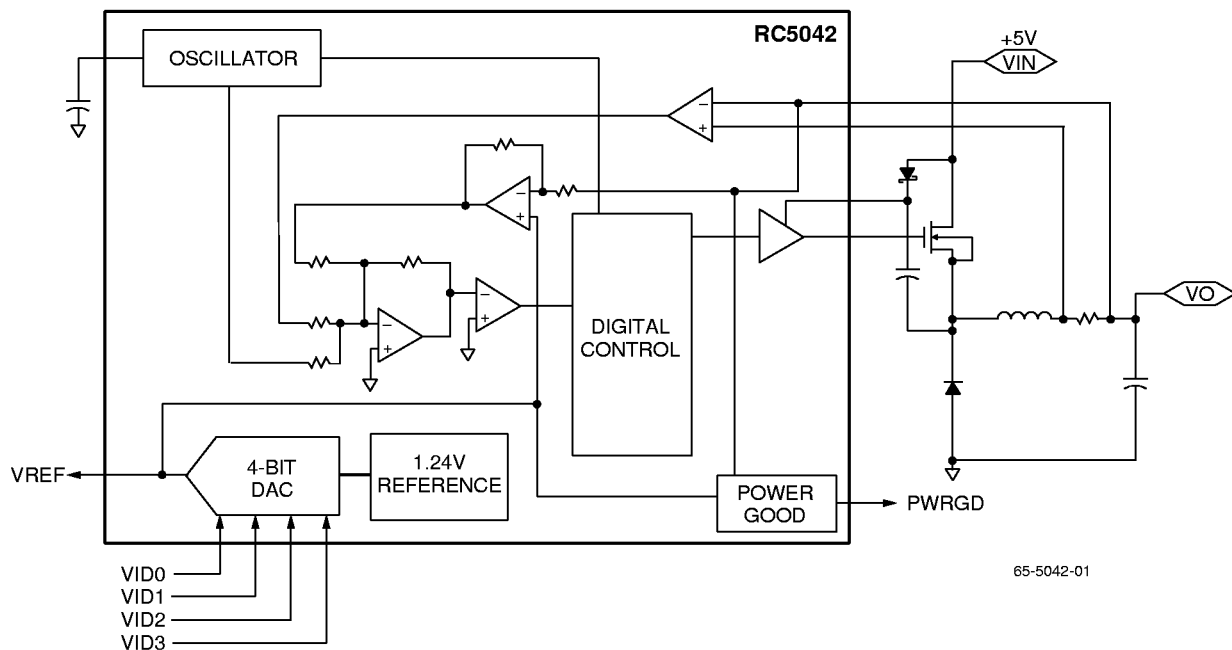 RC5042
OSCILLATOR
+5V
VIN
–
+
–
+
–
+
–
+
DIGITAL
CONTROL
VO
VREF
4-BIT
DAC
1.24V
REFERENCE
POWER
GOOD
PWRGD
VID0
VID1
VID2
VID3
65-5042-01